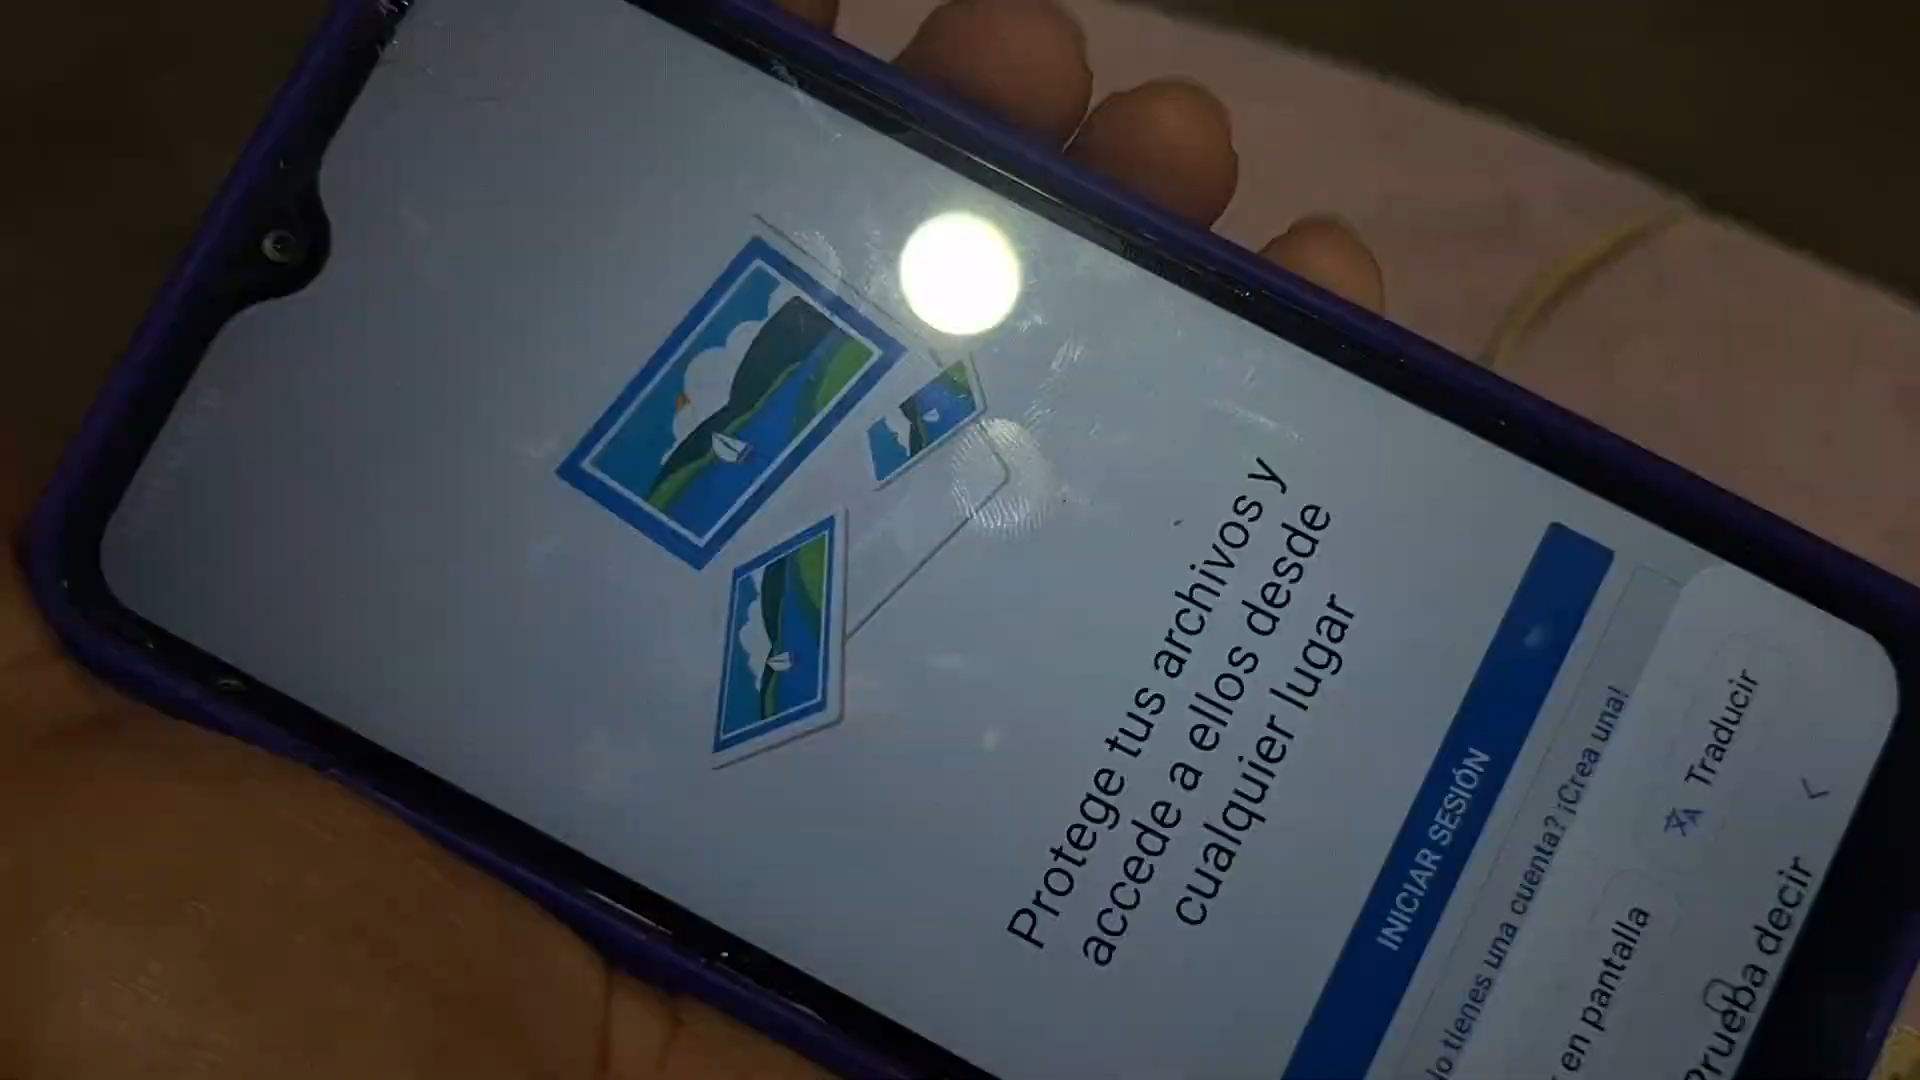 Protege tus archivos y
accede a ellos desde
cualquier lugar
INICIAR SESIÓN
tienes una cuenta? ¡Crea una!
en pantalla
Traducir
Prueba decir